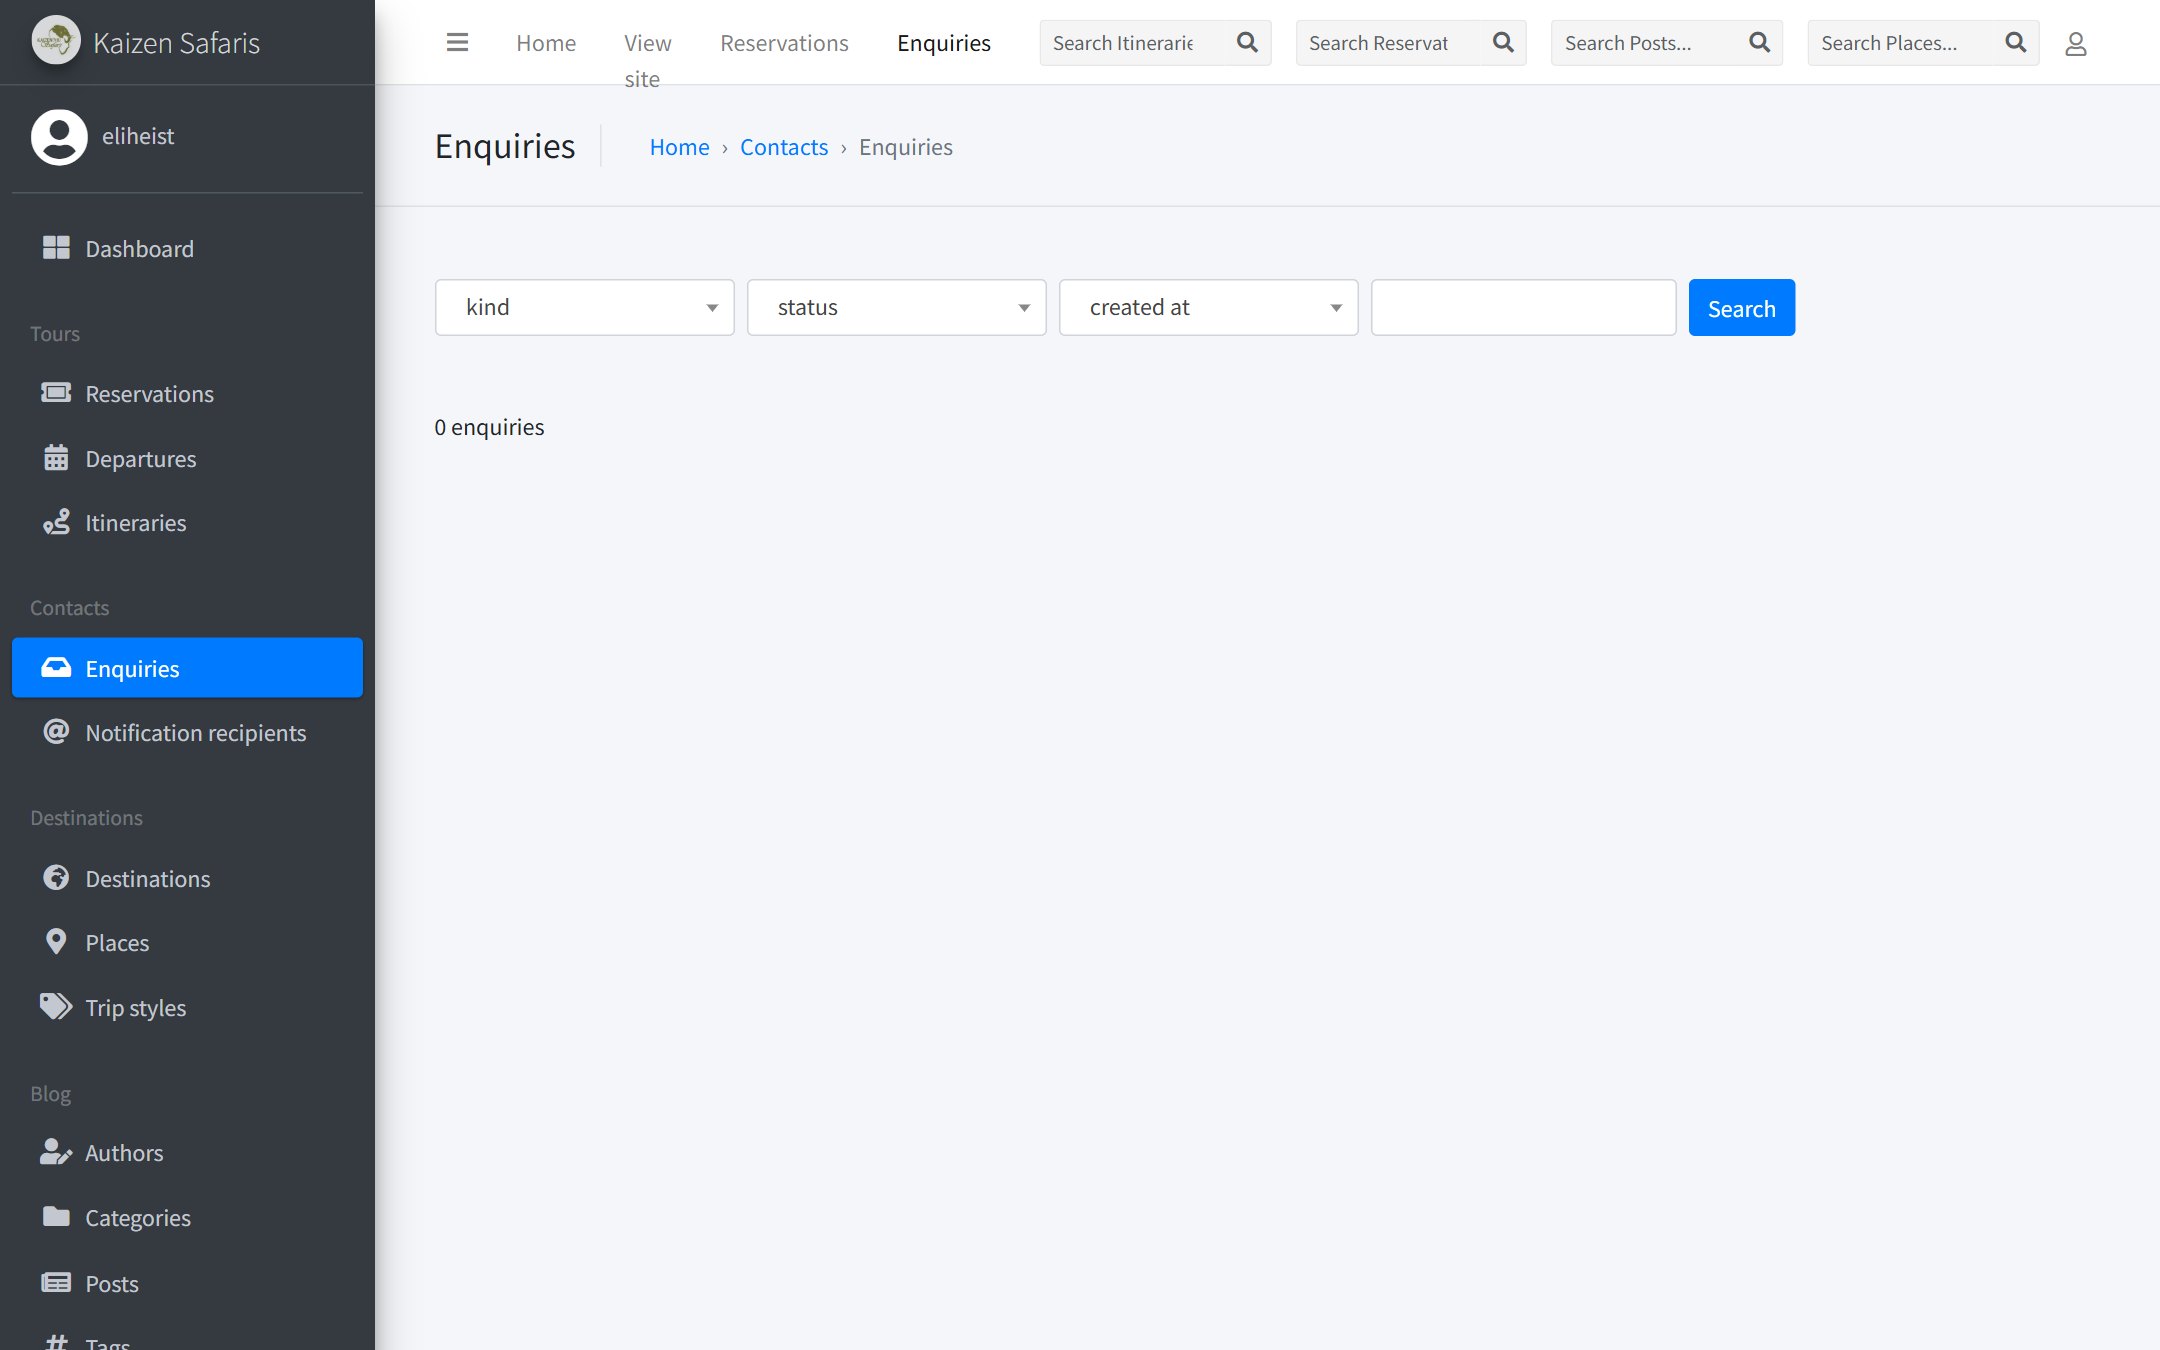 Kaizen Safaris
Home
View site
Reservations
Enquiries
Search Itinerarie
Search Reservat
Search Posts...
Search Places...
eliheist
Enquiries
Home › Contacts › Enquiries
Dashboard
Tours
Reservations
Departures
Itineraries
Contacts
Enquiries
Notification recipients
Destinations
Destinations
Places
Trip styles
Blog
Authors
Categories
Posts
Tags
kind
status
created at
Search
0 enquiries